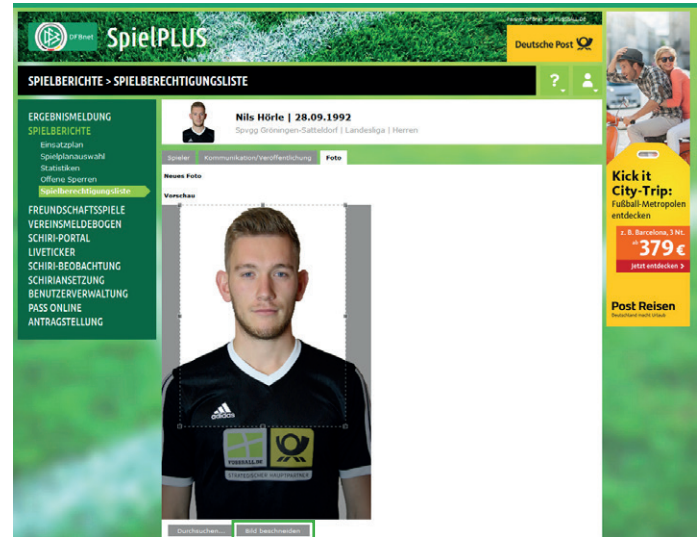 DFBnet
SpielPLUS
Deutsche Post
SPIELBERICHTE > SPIELBERECHTIGUNGSLISTE
?
ERGEBNISMELDUNG
SPIELBERICHTE
Einsatzplan
Spielplanauswahl
Statistiken
Offene Sperren
Spielberechtigungsliste
FREUNDSCHAFTSSPIELE
VEREINSMELDEBOGEN
SCHIRI-PORTAL
LIVETICKER
SCHIRI-BEOBACHTUNG
SCHIRIANSETZUNG
BENUTZERVERWALTUNG
PASS ONLINE
ANTRAGSTELLUNG
Nils Hörle | 28.09.1992
Spvgg Gröningen-Satteldorf | Landesliga | Herren
Spieler Kommunikation/Veröffentlichung Foto
Neues Foto
Vorschau
adidas
FUSSBALL.DE
STRATEGISCHER HAUPTPARTNER
Durchsuchen... Bild beschneiden
Kick it
City-Trip:
Fußball-Metropolen
entdecken
z. B. Barcelona, 3 Nt.
ab 379 €
Jetzt entdecken >
Post Reisen
Deutschland macht Urlaub